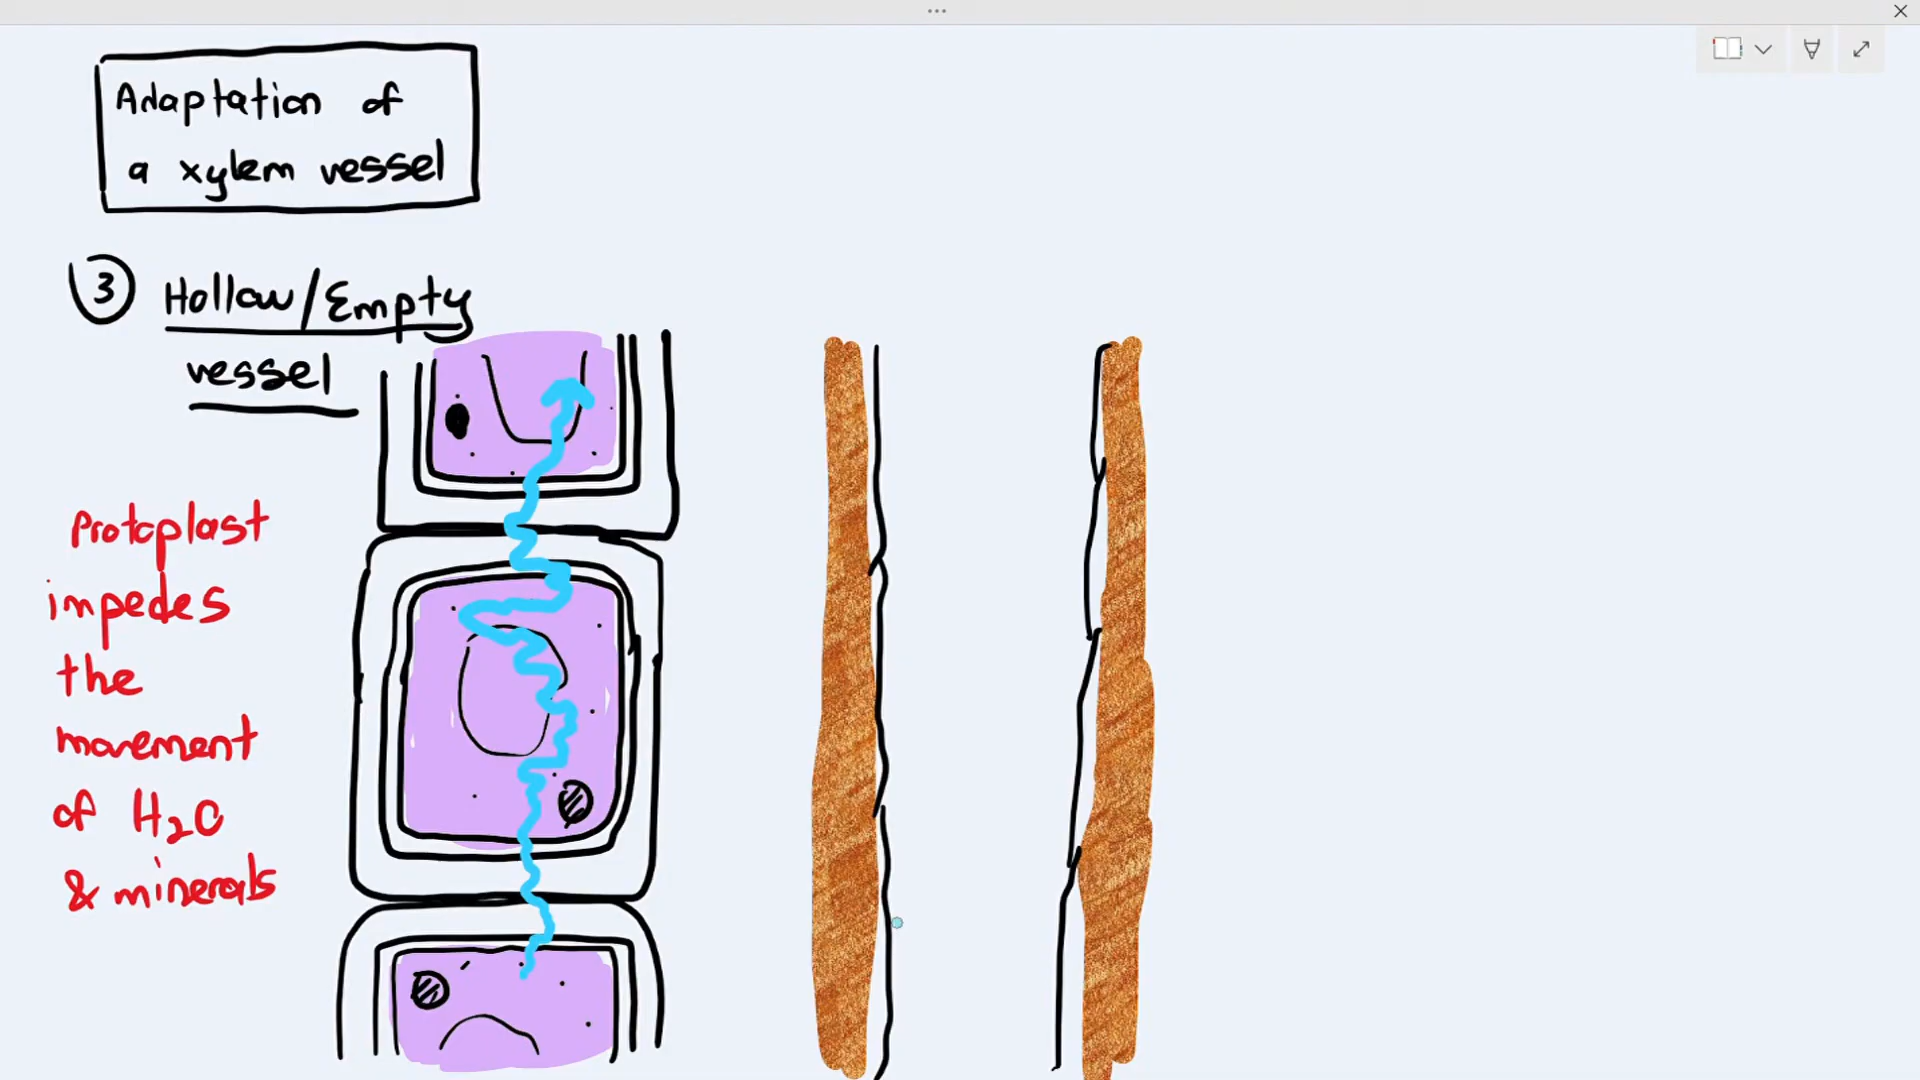 Adaptation of
a xylem vessel
3 Hollow/Empty
vessel
Protoplast
impedes
the
movement
of H2O
& minerals